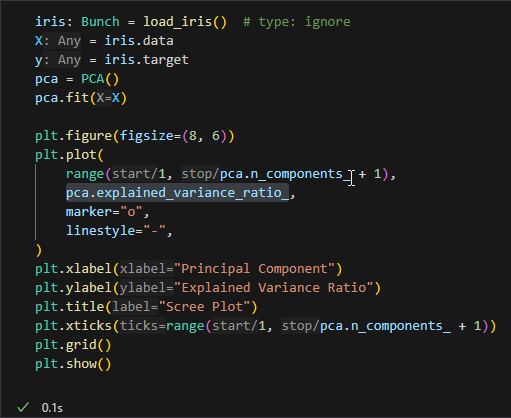 iris: Bunch = load_iris()  # type: ignore
X: Any = iris.data
y: Any = iris.target
pca = PCA()
pca.fit(X=X)

plt.figure(figsize=(8, 6))
plt.plot(
    range(start/1, stop/pca.n_components_ + 1),
    pca.explained_variance_ratio_,
    marker="o",
    linestyle="-",
)
plt.xlabel(xlabel="Principal Component")
plt.ylabel(ylabel="Explained Variance Ratio")
plt.title(label="Scree Plot")
plt.xticks(ticks=range(start/1, stop/pca.n_components_ + 1))
plt.grid()
plt.show()
0.1s